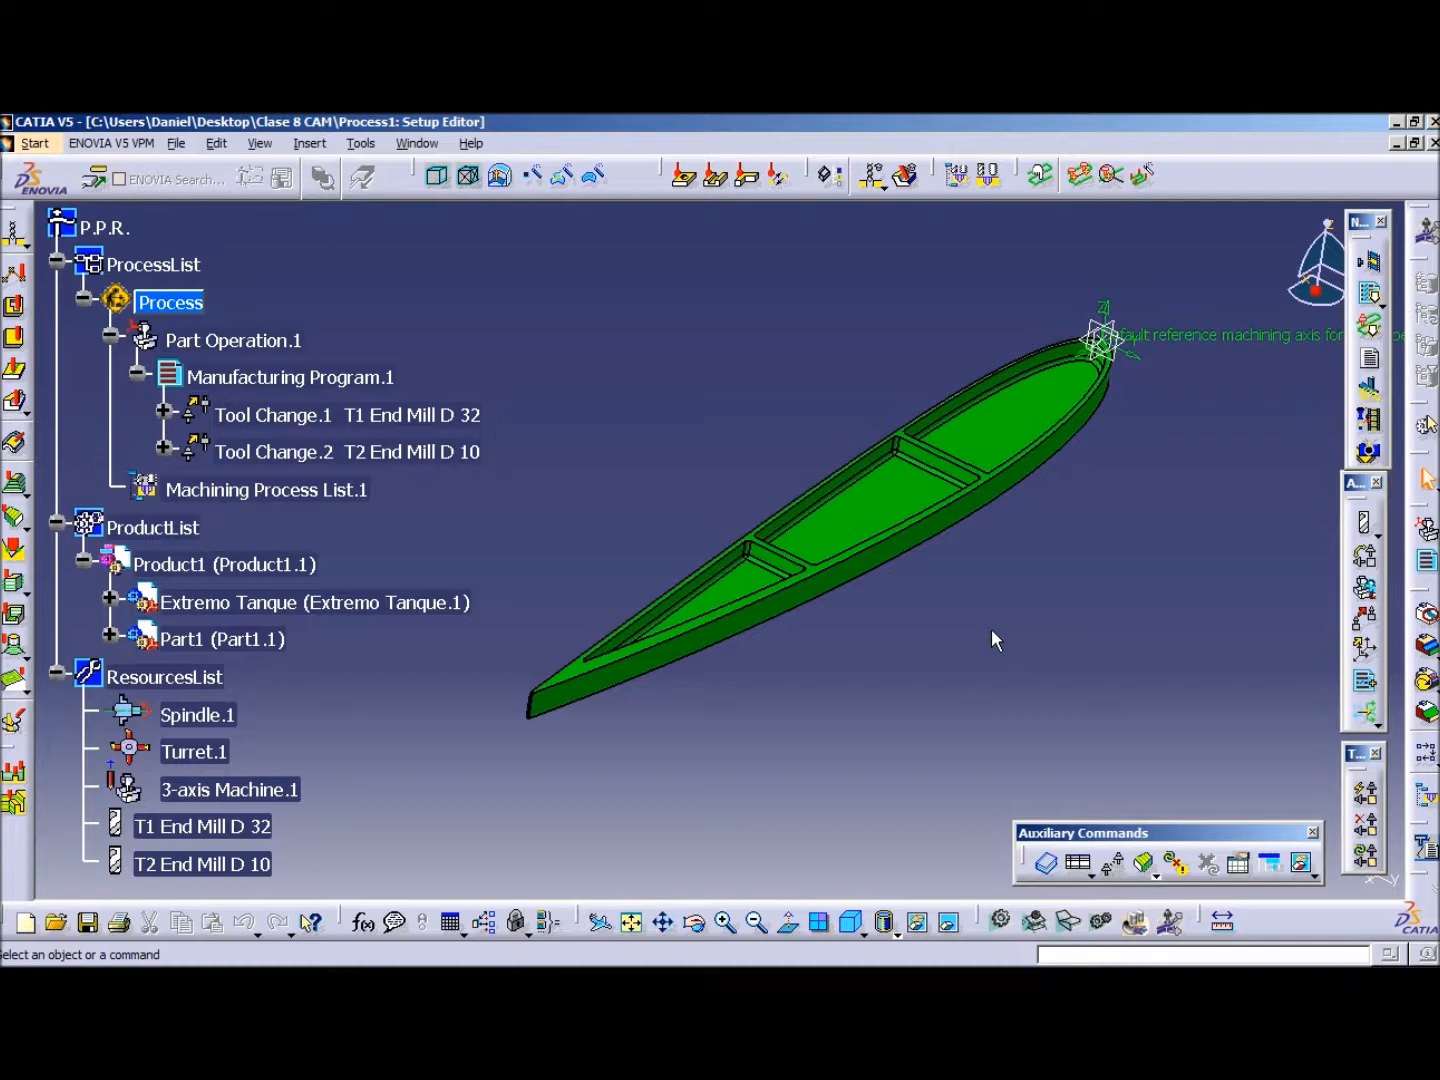 CATIA V5 - [C:\Users\Daniel\Desktop\Clase 8 CAM\Process1: Setup Editor]
Start ENOVIA V5 VPM File Edit View Insert Tools Window Help
ENOVIA ENOVIA Search...
P.P.R.
N...
ProcessList
Process
Z
fault reference machining axis for
Part Operation.1
Manufacturing Program.1
Tool Change.1 T1 End Mill D 32
Tool Change.2 T2 End Mill D 10
A...
Machining Process List.1
ProductList
Product1 (Product1.1)
Extremo Tanque (Extremo Tanque.1)
Part1 (Part1.1)
ResourcesList
Spindle.1
Turret.1
T...
3-axis Machine.1
T1 End Mill D 32
Auxiliary Commands
T2 End Mill D 10
f(x)
CATIA
elect an object or a command